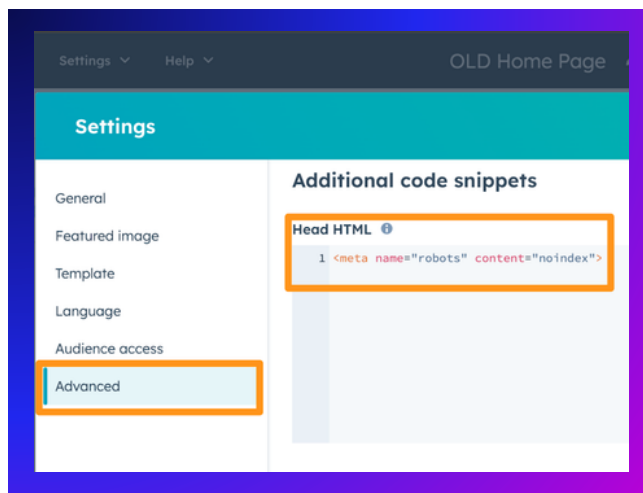 Settings Help OLD Home Page
Settings
General
Featured image
Template
Language
Audience access
Advanced
Additional code snippets
Head HTML
1 <meta name="robots" content="noindex">